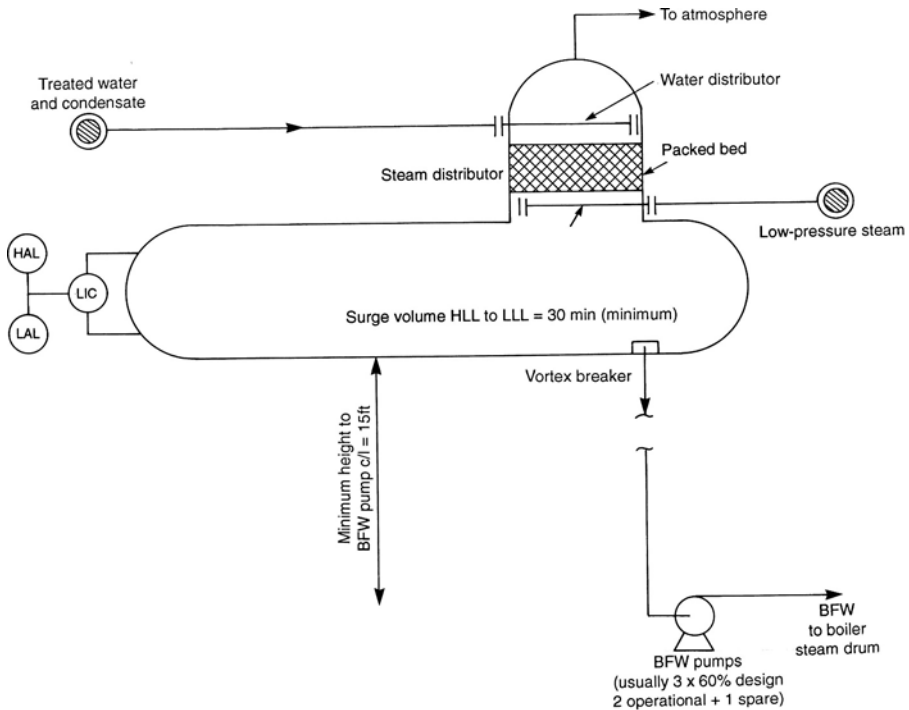 To atmosphere
Treated water
and condensate
Water distributor
Packed bed
Steam distributor
Low-pressure steam
HAL
LIC
LAL
Surge volume HLL to LLL = 30 min (minimum)
Vortex breaker
Minimum height to
BFW pump c/l = 15ft
BFW
to boiler
steam drum
BFW pumps
(usually 3 x 60% design
2 operational + 1 spare)